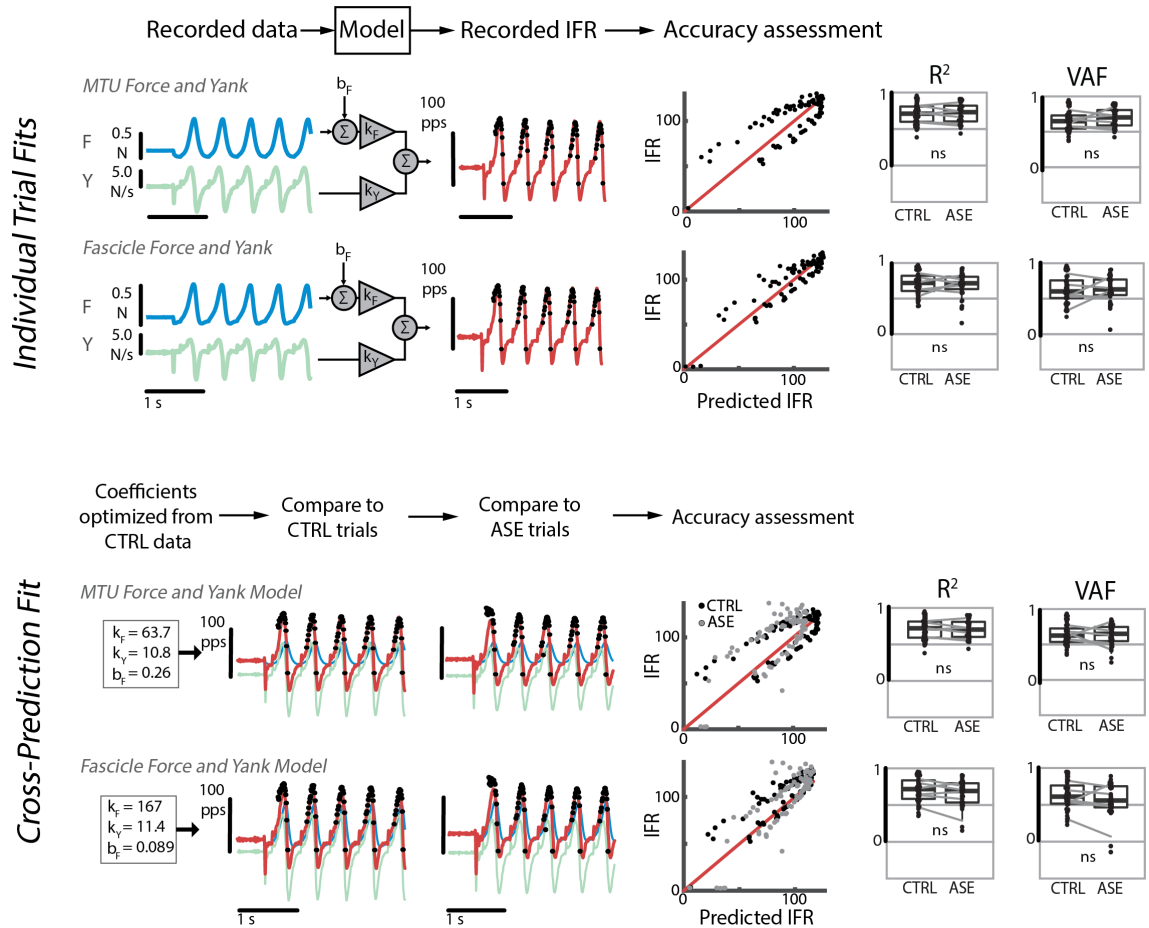 Recorded data
Model
Recorded IFR
Accuracy assessment
Individual Trial Fits
MTU Force and Yank
F
0.5
N
Y
5.0
N/s
b_F
Σ
k_F
Σ
k_Y
100
pps
IFR
100
0
0
100
R²
1
0
ns
CTRL ASE
VAF
1
0
ns
CTRL ASE
Fascicle Force and Yank
F
0.5
N
Y
5.0
N/s
1 s
b_F
Σ
k_F
Σ
k_Y
100
pps
1 s
IFR
100
0
0
100
Predicted IFR
1
0
ns
CTRL ASE
1
0
ns
CTRL ASE
Cross-Prediction Fit
Coefficients
optimized from
CTRL data
Compare to
CTRL trials
Compare to
ASE trials
Accuracy assessment
MTU Force and Yank Model
k_F = 63.7
k_Y = 10.8
b_F = 0.26
100
pps
CTRL
ASE
IFR
100
0
0
100
R²
1
0
ns
CTRL ASE
VAF
1
0
ns
CTRL ASE
Fascicle Force and Yank Model
k_F = 167
k_Y = 11.4
b_F = 0.089
100
pps
1 s
1 s
IFR
100
0
0
100
Predicted IFR
1
0
ns
CTRL ASE
1
0
ns
CTRL ASE